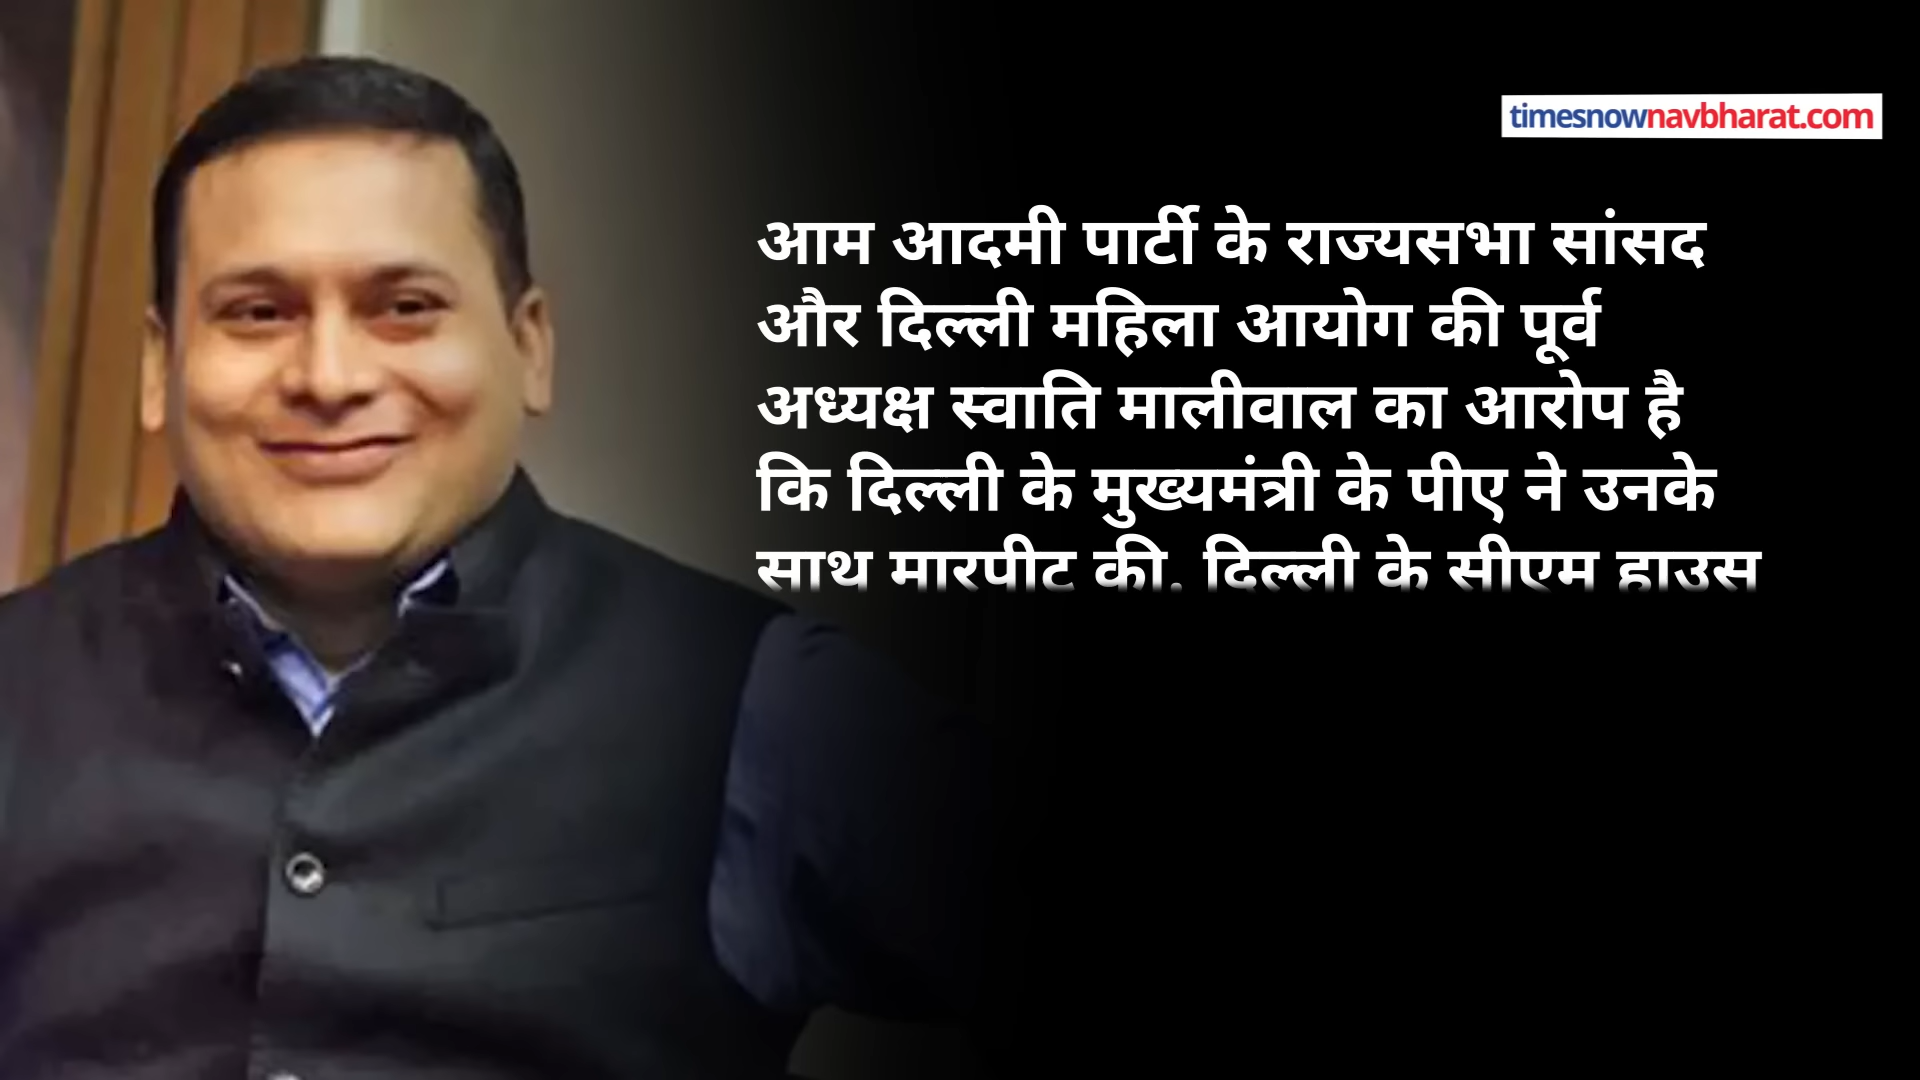 timesnownavbharat.com
आम आदमी पार्टी के राज्यसभा सांसद
और दिल्ली महिला आयोग की पूर्व
अध्यक्ष स्वाति मालीवाल का आरोप है
कि दिल्ली के मुख्यमंत्री के पीए ने उनके
साथ मारपीट की. दिल्ली के सीएम हाउस